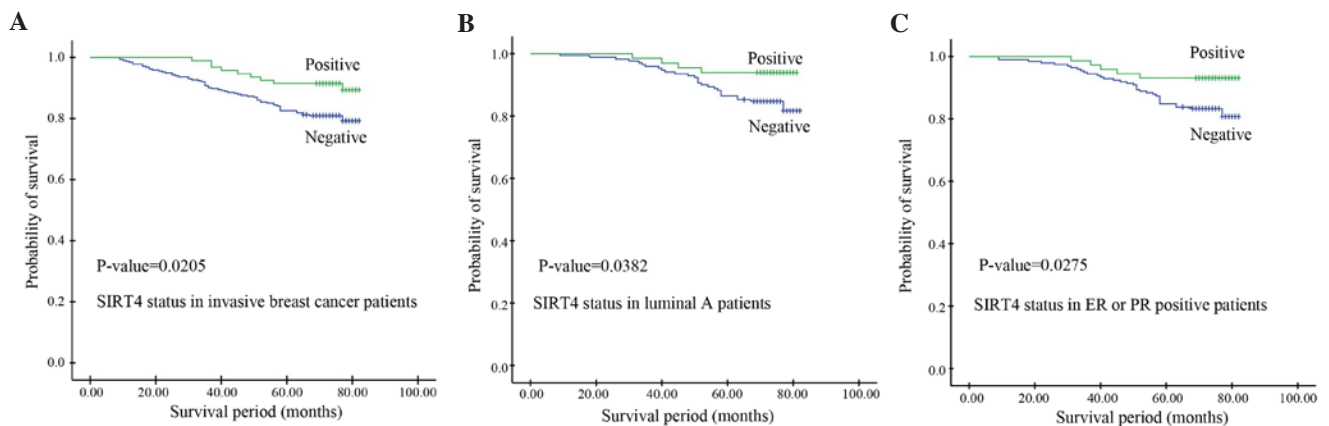 A
Probability of survival
1.0
0.8
0.6
0.4
0.2
0.0
Positive
Negative
P-value=0.0205
SIRT4 status in invasive breast cancer patients
0.00 20.00 40.00 60.00 80.00 100.00
Survival period (months)
B
Probability of survival
1.0
0.8
0.6
0.4
0.2
0.0
Positive
Negative
P-value=0.0382
SIRT4 status in luminal A patients
0.00 20.00 40.00 60.00 80.00 100.00
Survival period (months)
C
Probability of survival
1.0
0.8
0.6
0.4
0.2
0.0
Positive
Negative
P-value=0.0275
SIRT4 status in ER or PR positive patients
0.00 20.00 40.00 60.00 80.00 100.00
Survival period (months)